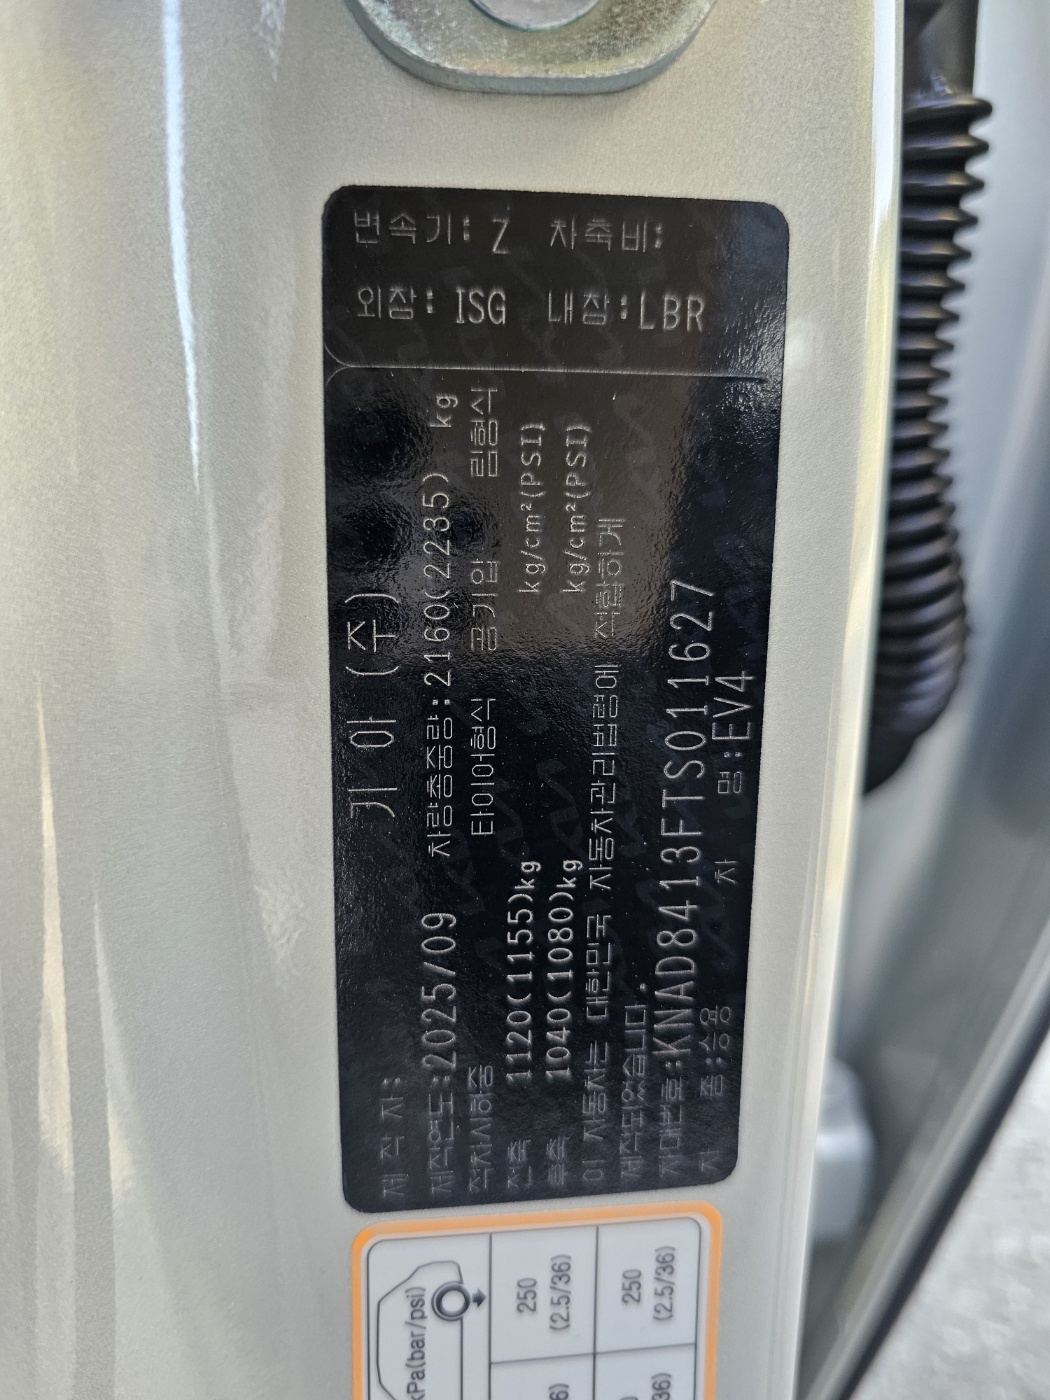 변속기: Z 차축비:
외장: ISG 내장:LBR
제 작 자: 기 아 (주)
제작연도:2025/09 차량총중량:2160(2235) kg
적차시하중 타이어형식 공기압 림형식
전축 1120(1155)kg kg/cm²(PSI)
후축 1040(1080)kg kg/cm²(PSI)
이 자동차는 대한민국 자동차관리법령에 적합하게
제작되었습니다.
차대번호:KNAD8413FTS011627
차 종:승용 차 명:EV4
kPa(bar/psi)
250
(2.5/36)
250
(2.5/36)